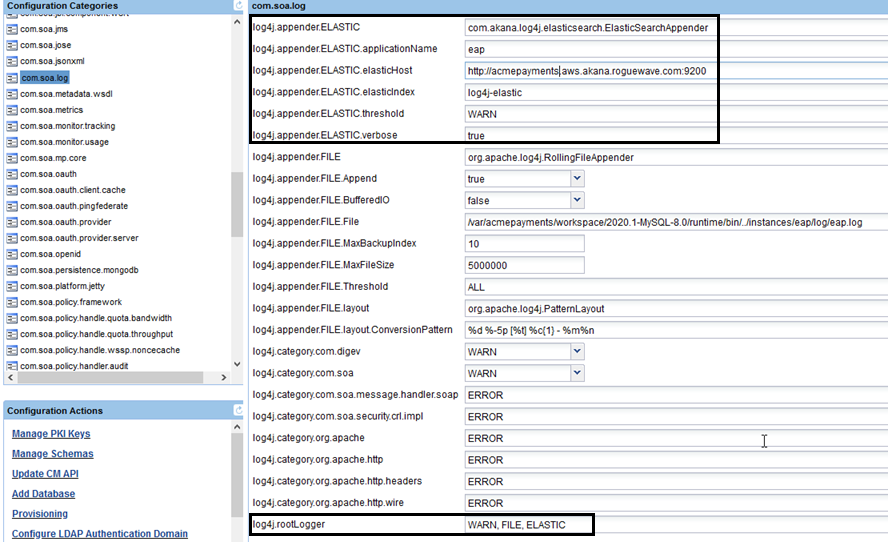 Configuration Categories
com.soa.jms
com.soa.jose
com.soa.jsonxml
com.soa.log
com.soa.metadata.wsdl
com.soa.metrics
com.soa.monitor.tracking
com.soa.monitor.usage
com.soa.mp.core
com.soa.oauth
com.soa.oauth.client.cache
com.soa.oauth.pingfederate
com.soa.oauth.provider
com.soa.oauth.provider.server
com.soa.openid
com.soa.persistence.mongodb
com.soa.platform.jetty
com.soa.policy.framework
com.soa.policy.handle.quota.bandwidth
com.soa.policy.handle.quota.throughput
com.soa.policy.handle.wssp.noncecache
com.soa.policy.handler.audit
Configuration Actions
Manage PKI Keys
Manage Schemas
Update CM API
Add Database
Provisioning
Configure LDAP Authentication Domain
com.soa.log
log4j.appender.ELASTIC com.akana.log4j.elasticsearch.ElasticSearchAppender
log4j.appender.ELASTIC.applicationName eap
log4j.appender.ELASTIC.elasticHost http://acmepayments.aws.akana.roguewave.com:9200
log4j.appender.ELASTIC.elasticIndex log4j-elastic
log4j.appender.ELASTIC.threshold WARN
log4j.appender.ELASTIC.verbose true
log4j.appender.FILE org.apache.log4j.RollingFileAppender
log4j.appender.FILE.Append true
log4j.appender.FILE.BufferedIO false
log4j.appender.FILE.File /var/acmepayments/workspace/2020.1-MySQL-8.0/runtime/bin/../instances/eap/log/eap.log
log4j.appender.FILE.MaxBackupIndex 10
log4j.appender.FILE.MaxFileSize 5000000
log4j.appender.FILE.Threshold ALL
log4j.appender.FILE.layout org.apache.log4j.PatternLayout
log4j.appender.FILE.layout.ConversionPattern %d %-5p [%t] %c{1} - %m%n
log4j.category.com.digev WARN
log4j.category.com.soa WARN
log4j.category.com.soa.message.handler.soap ERROR
log4j.category.com.soa.security.crl.impl ERROR
log4j.category.org.apache ERROR
log4j.category.org.apache.http ERROR
log4j.category.org.apache.http.headers ERROR
log4j.category.org.apache.http.wire ERROR
log4j.rootLogger WARN, FILE, ELASTIC